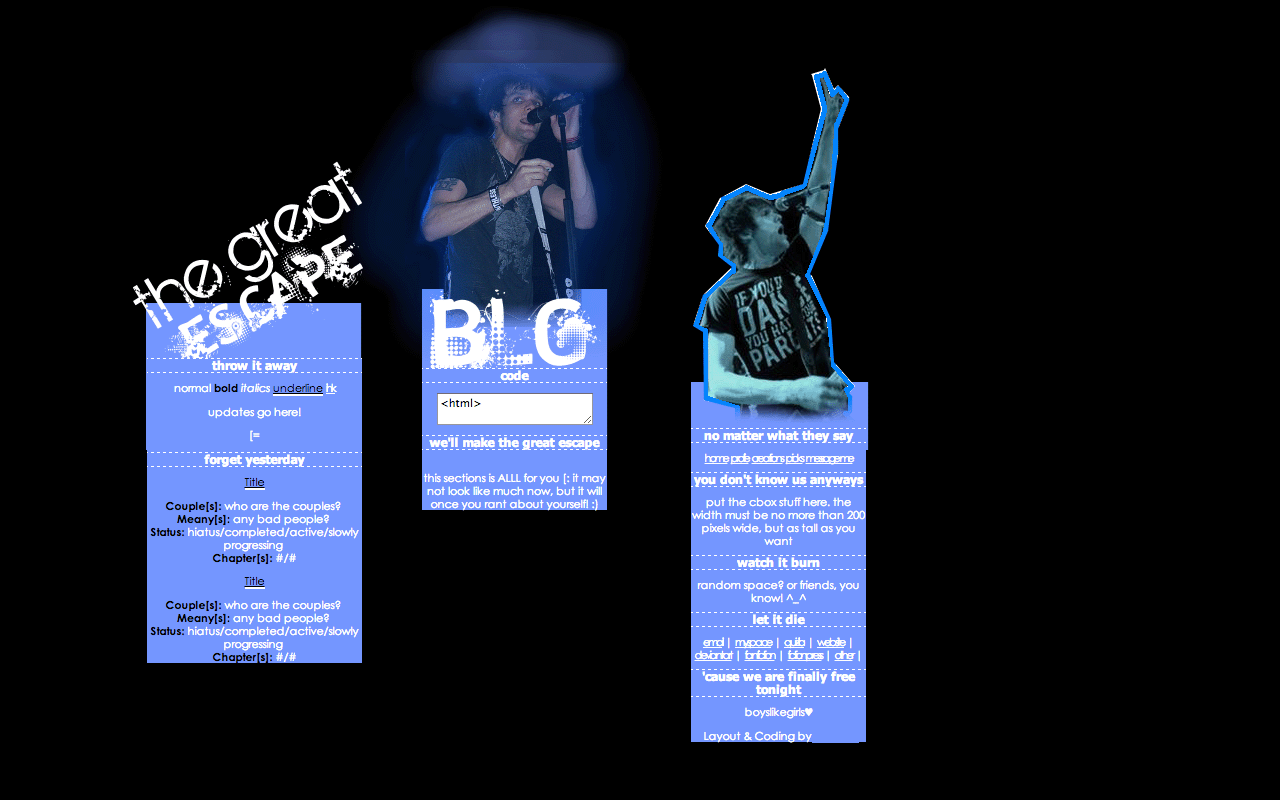 the great
ESCAPE
throw it away
normal bold italics underline hk
updates go here!
[=
forget yesterday
Title
Couple[s]: who are the couples?
Meany[s]: any bad people?
Status: hiatus/completed/active/slowly
progressing
Chapter[s]: #/#
Title
Couple[s]: who are the couples?
Meany[s]: any bad people?
Status: hiatus/completed/active/slowly
progressing
Chapter[s]: #/#
BLG
code
<html>
we'll make the great escape
this sections is ALLL for you [: it may
not look like much now, but it will
once you rant about yourself! :)
IF YOU D
DAN
YOU HA
PAR
no matter what they say
home profile creations picks message me
you don't know us anyways
put the cbox stuff here. the
width must be no more than 200
pixels wide, but as tall as you
want
watch it burn
random space? or friends, you
know! ^_^
let it die
email | myspace | quilla | website |
deviantart | fanfiction | fictionpress | other |
'cause we are finally free
tonight
boyslikegirls♥
Layout & Coding by